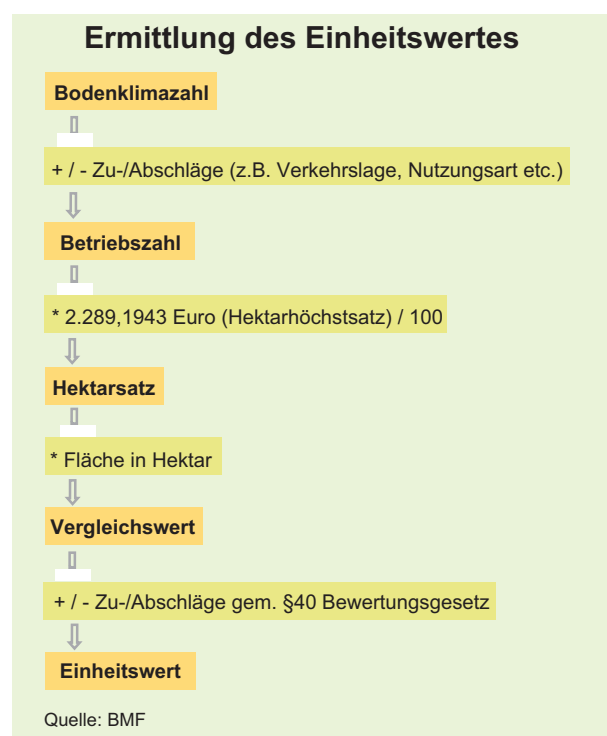 Ermittlung des Einheitswertes
Bodenklimazahl
+ / - Zu-/Abschläge (z.B. Verkehrslage, Nutzungsart etc.)
Betriebszahl
* 2.289,1943 Euro (Hektarhöchstsatz) / 100
Hektarsatz
* Fläche in Hektar
Vergleichswert
+ / - Zu-/Abschläge gem. §40 Bewertungsgesetz
Einheitswert
Quelle: BMF